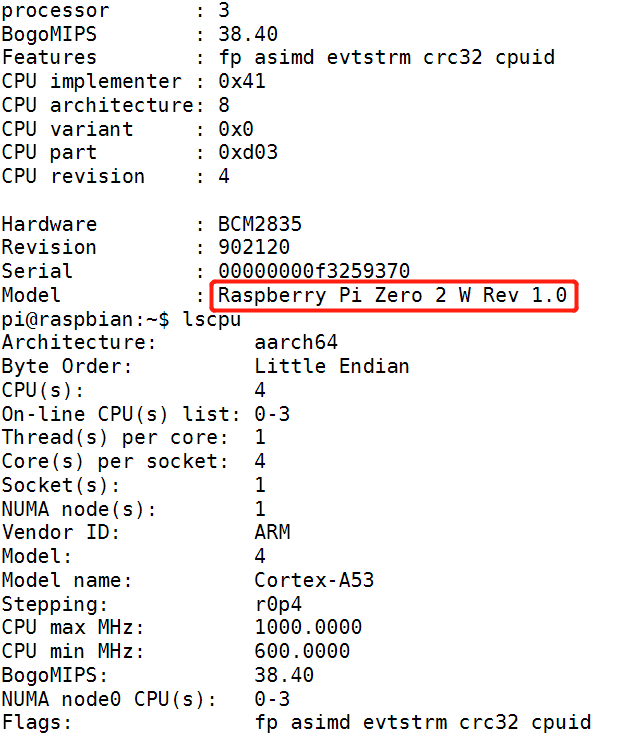 processor       : 3
BogoMIPS        : 38.40
Features        : fp asimd evtstrm crc32 cpuid
CPU implementer : 0x41
CPU architecture: 8
CPU variant     : 0x0
CPU part        : 0xd03
CPU revision    : 4

Hardware        : BCM2835
Revision        : 902120
Serial          : 00000000f3259370
Model           : Raspberry Pi Zero 2 W Rev 1.0
pi@raspbian:~$ lscpu
Architecture:        aarch64
Byte Order:          Little Endian
CPU(s):              4
On-line CPU(s) list: 0-3
Thread(s) per core:  1
Core(s) per socket:  4
Socket(s):           1
NUMA node(s):        1
Vendor ID:           ARM
Model:               4
Model name:          Cortex-A53
Stepping:            r0p4
CPU max MHz:         1000.0000
CPU min MHz:         600.0000
BogoMIPS:            38.40
NUMA node0 CPU(s):   0-3
Flags:               fp asimd evtstrm crc32 cpuid